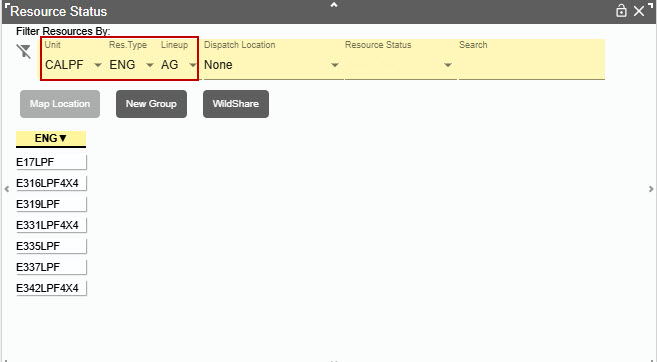 Resource Status
Filter Resources By:
Unit Res.Type Lineup Dispatch Location Resource Status Search
CALPF ENG AG None
Map Location New Group WildShare
ENG▼
E17LPF
E316LPF4X4
E319LPF
E331LPF4X4
E335LPF
E337LPF
E342LPF4X4